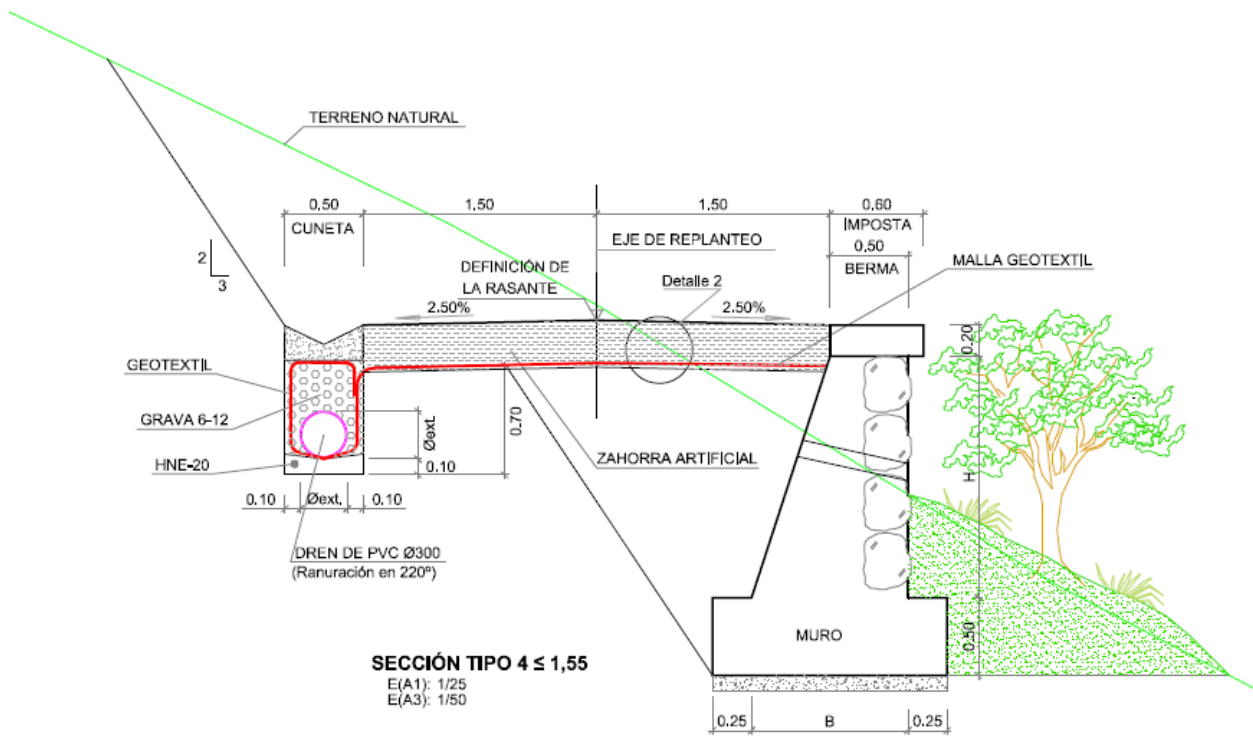 TERRENO NATURAL
0.50
1.50
1.50
0.60
CUNETA
IMPOSTA
EJE DE REPLANTEO
0.50
BERMA
MALLA GEOTEXTIL
2
3
DEFINICIÓN DE
LA RASANTE
Detalle 2
2.50%
2.50%
0.20
GEOTEXTIL
GRAVA 6-12
HNE-20
Øext.
0.70
0.10
ZAHORRA ARTIFICIAL
H
0.10
Øext.
0.10
DREN DE PVC Ø300
(Ranuración en 220º)
MURO
0.50
SECCIÓN TIPO 4 ≤ 1,55
E(A1): 1/25
E(A3): 1/50
0.25
B
0.25